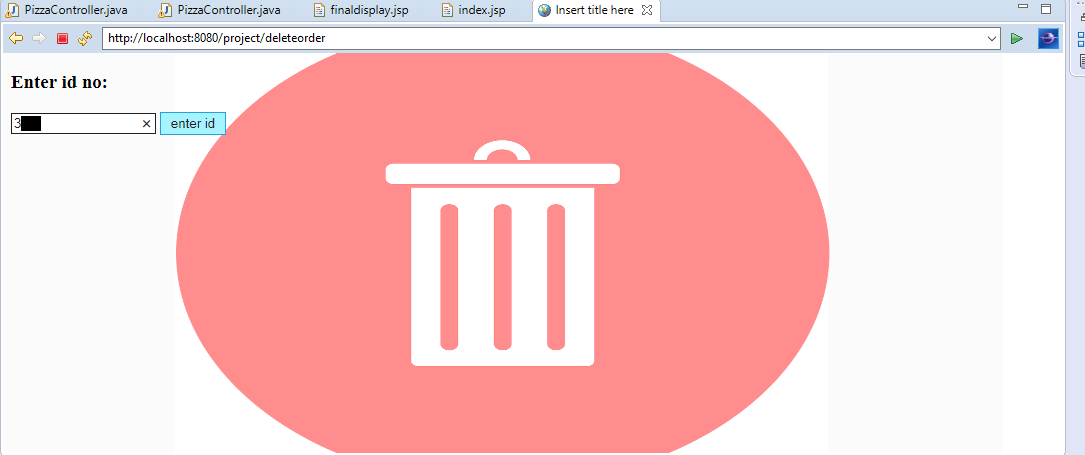 PizzaController.java PizzaController.java finaldisplay.jsp index.jsp Insert title here
http://localhost:8080/project/deleteorder
Enter id no:
3
enter id